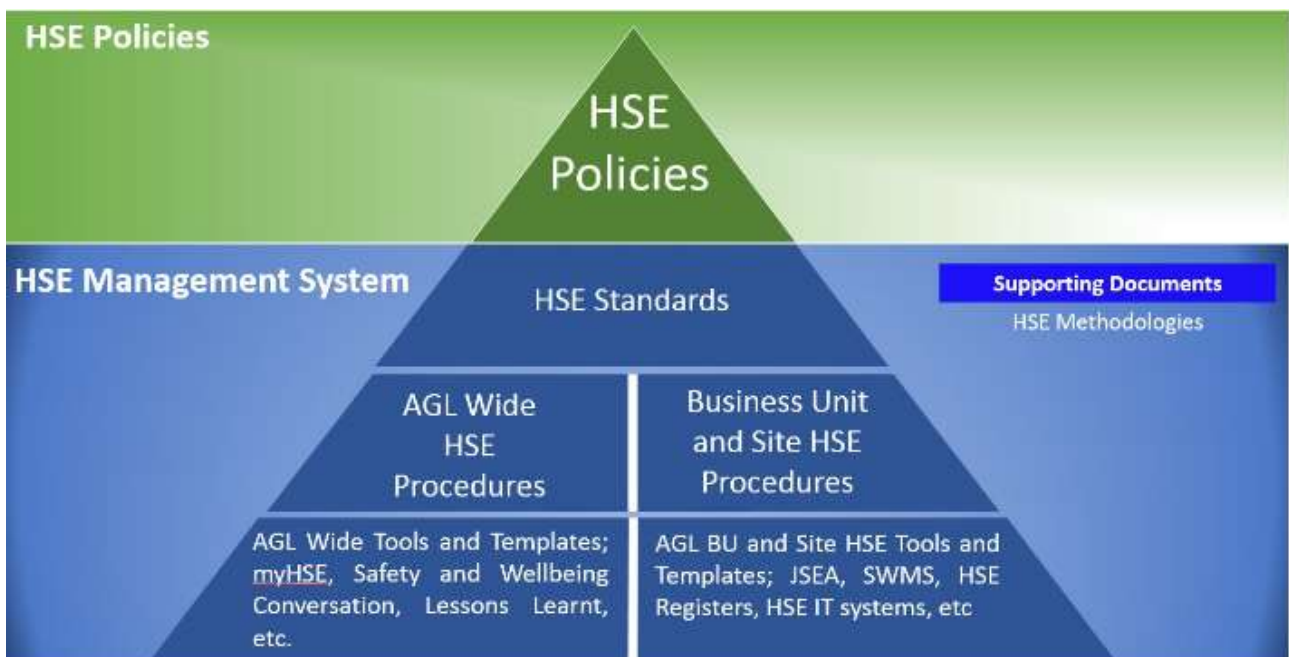 HSE Policies
HSE
Policies
HSE Management System
HSE Standards
Supporting Documents
HSE Methodologies
AGL Wide
HSE
Procedures
Business Unit
and Site HSE
Procedures
AGL Wide Tools and Templates;
myHSE, Safety and Wellbeing
Conversation, Lessons Learnt,
etc.
AGL BU and Site HSE Tools and
Templates; JSEA, SWMS, HSE
Registers, HSE IT systems, etc